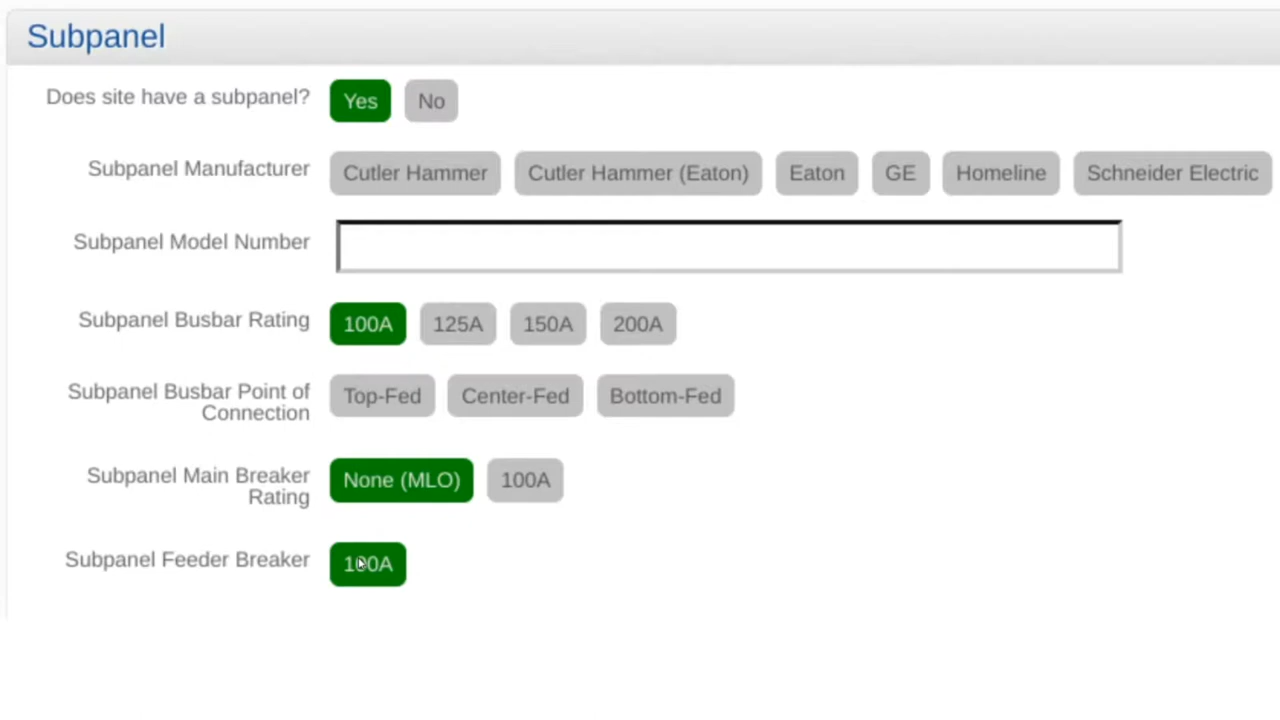 Subpanel
Does site have a subpanel? Yes No
Subpanel Manufacturer Cutler Hammer Cutler Hammer (Eaton) Eaton GE Homeline Schneider Electric
Subpanel Model Number
Subpanel Busbar Rating 100A 125A 150A 200A
Subpanel Busbar Point of
Connection Top-Fed Center-Fed Bottom-Fed
Subpanel Main Breaker
Rating None (MLO) 100A
Subpanel Feeder Breaker 100A